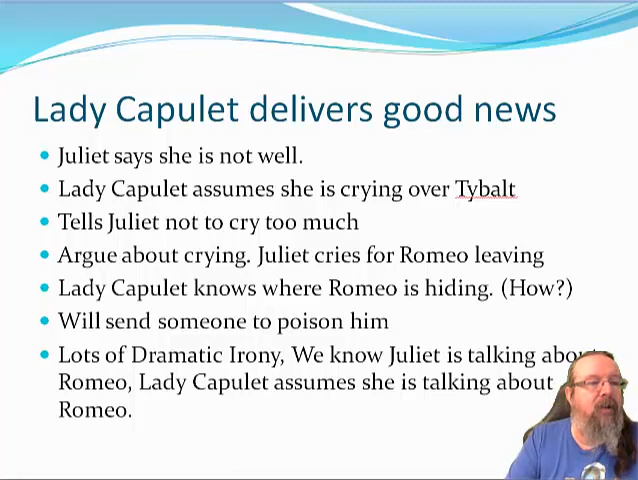 Lady Capulet delivers good news
Juliet says she is not well.
Lady Capulet assumes she is crying over Tybalt
Tells Juliet not to cry too much
Argue about crying. Juliet cries for Romeo leaving
Lady Capulet knows where Romeo is hiding. (How?)
Will send someone to poison him
Lots of Dramatic Irony, We know Juliet is talking about
Romeo, Lady Capulet assumes she is talking about
Romeo.